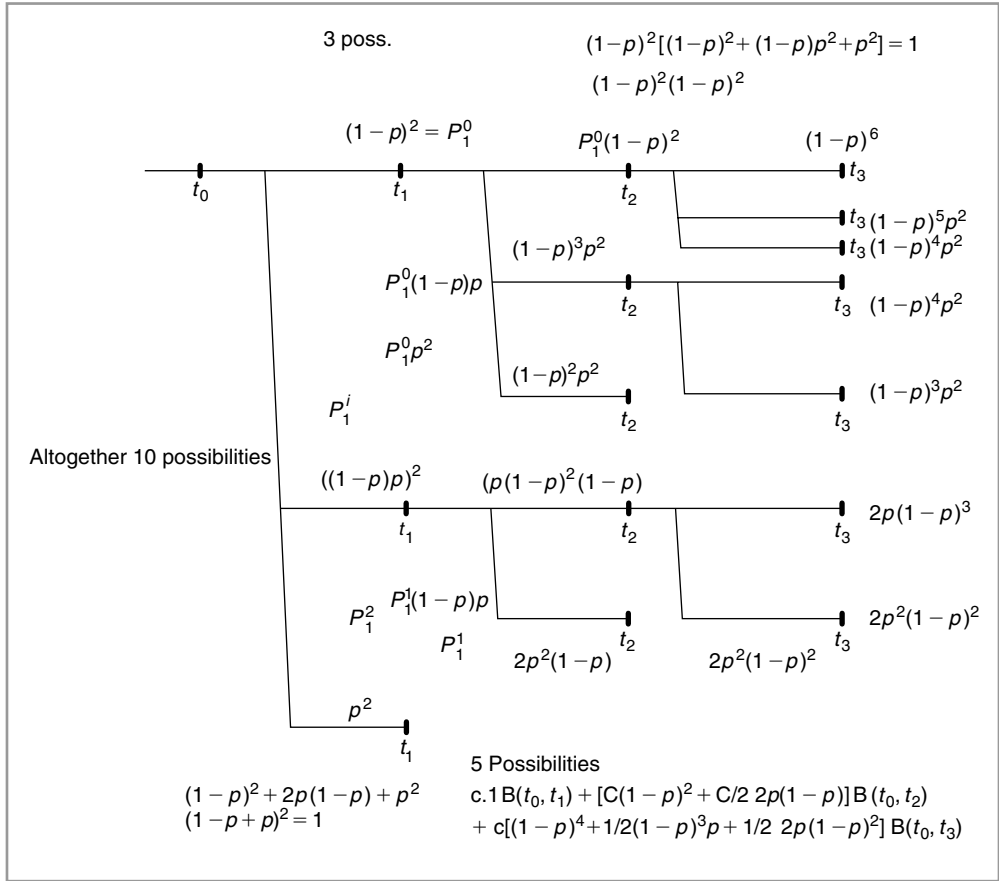 3 poss.
(1−p)²[(1−p)²+ (1−p)p²+p²] = 1
(1−p)²(1−p)²
(1−p)² = P₁⁰
P₁⁰(1−p)²
(1−p)⁶
t₀
t₁
t₂
t₃
t₃ (1−p)⁵p²
t₃ (1−p)⁴p²
(1−p)³p²
P₁⁰(1−p)p
t₂
t₃ (1−p)⁴p²
P₁⁰p²
(1−p)²p²
t₂
(1−p)³p²
t₃
P₁ⁱ
Altogether 10 possibilities
((1−p)p)²
(p(1−p)²(1−p)
t₁
t₂
t₃
2p(1−p)³
P₁²
P₁¹(1−p)p
P₁¹
t₂
t₃
2p²(1−p)²
2p²(1−p)
2p²(1−p)²
p²
t₁
(1−p)²+ 2p(1−p) + p²
(1−p+p)²= 1
5 Possibilities
c.1 B(t₀, t₁) + [C(1−p)²+ C/2 2p(1−p)]B (t₀, t₂)
+ c[(1−p)⁴+1/2(1−p)³p+1/2 2p(1−p)²] B(t₀, t₃)